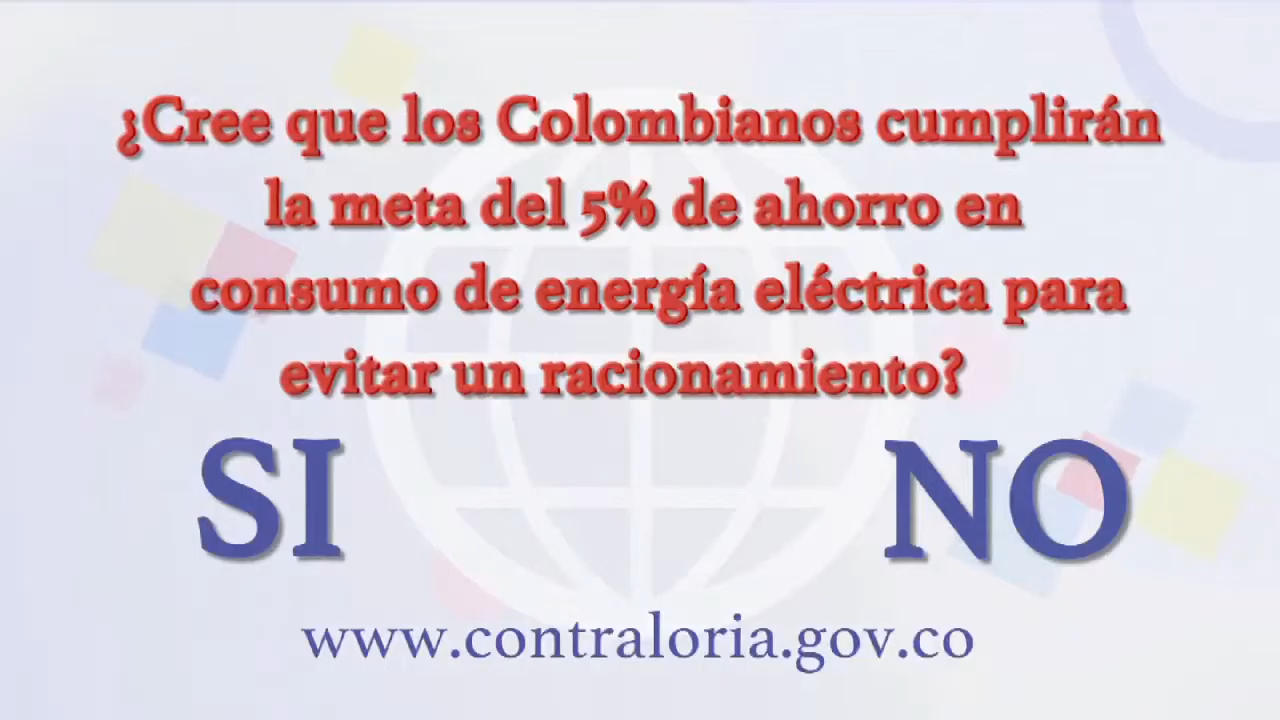 ¿Cree que los Colombianos cumplirán
la meta del 5% de ahorro en
consumo de energía eléctrica para
evitar un racionamiento?
SI NO
www.contraloria.gov.co